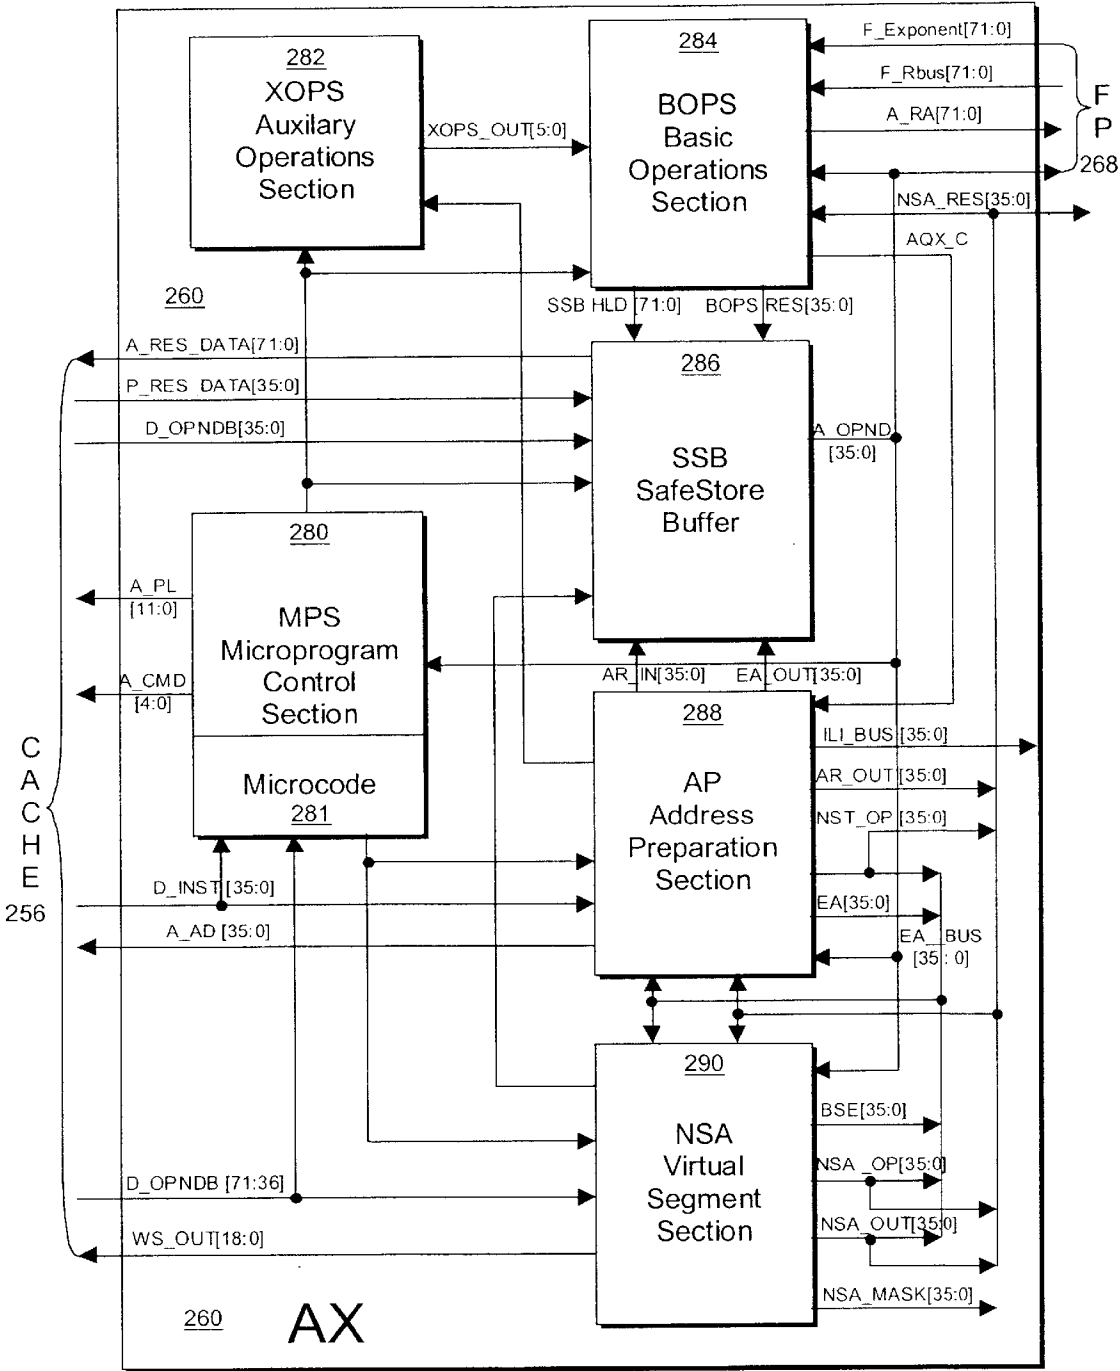 282
XOPS
Auxilary
Operations
Section
284
BOPS
Basic
Operations
Section
XOPS_OUT[5:0]
F_Exponent[71:0]
F_Rbus[71:0]
A_RA[71:0]
F
P
268
NSA_RES[35:0]
AQX_C
260
SSB HLD [71:0]
BOPS RES[35:0]
A_RES_DATA[71:0]
P_RES_DATA[35:0]
D_OPNDB[35:0]
286
SSB
SafeStore
Buffer
A_OPND
[35:0]
280
MPS
Microprogram
Control
Section
Microcode
281
A_PL
[11:0]
A_CMD
[4:0]
AR_IN[35:0]
EA_OUT[35:0]
C
A
C
H
E
256
288
AP
Address
Preparation
Section
ILI_BUS [35:0]
AR_OUT [35:0]
NST_OP [35:0]
EA[35:0]
EA_BUS
[35 : 0]
D_INST [35:0]
A_AD [35:0]
290
NSA
Virtual
Segment
Section
BSE[35:0]
NSA _OP[35:0]
NSA_OUT[35:0]
NSA_MASK[35:0]
D_OPNDB [71:36]
WS_OUT[18:0]
260
AX